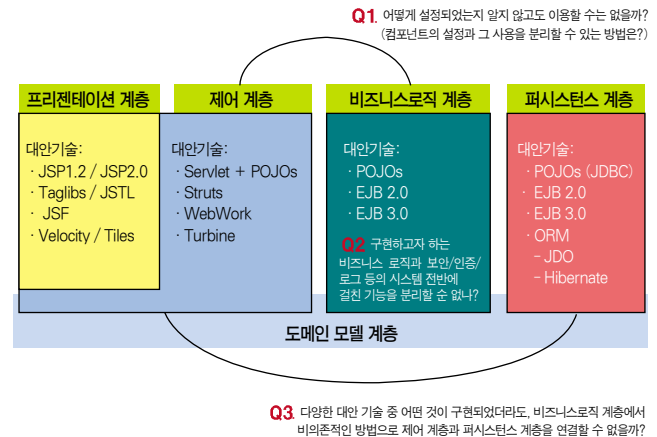 Q1. 어떻게 설정되었는지 알지 않고도 이용할 수는 없을까?
(컴포넌트의 설정과 그 사용을 분리할 수 있는 방법은?)
프리젠테이션 계층
대안기술:
· JSP1.2 / JSP2.0
· Taglibs / JSTL
· JSF
· Velocity / Tiles
제어 계층
대안기술:
· Servlet + POJOs
· Struts
· WebWork
· Turbine
비즈니스로직 계층
대안기술:
· POJOs
· EJB 2.0
· EJB 3.0
Q2 구현하고자 하는
비즈니스 로직과 보안/인증/
로그 등의 시스템 전반에
걸친 기능을 분리할 순 없나?
퍼시스턴스 계층
대안기술:
· POJOs (JDBC)
· EJB 2.0
· EJB 3.0
· ORM
- JDO
- Hibernate
도메인 모델 계층
Q3. 다양한 대안 기술 중 어떤 것이 구현되었더라도, 비즈니스로직 계층에서
비의존적인 방법으로 제어 계층과 퍼시스턴스 계층을 연결할 수 없을까?